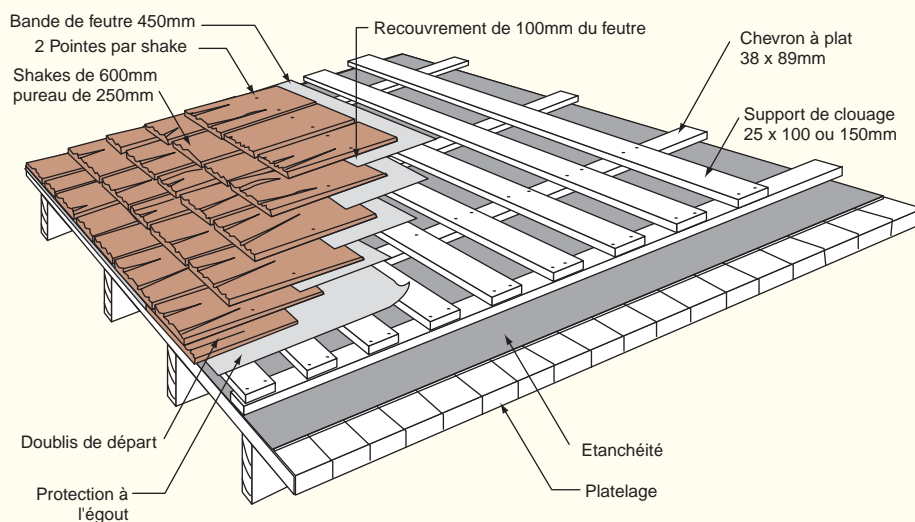 Bande de feutre 450mm
2 Pointes par shake
Shakes de 600mm
pureau de 250mm
Recouvrement de 100mm du feutre
Chevron à plat
38 x 89mm
Support de clouage
25 x 100 ou 150mm
Doublis de départ
Protection à
l'égout
Etanchéité
Platelage